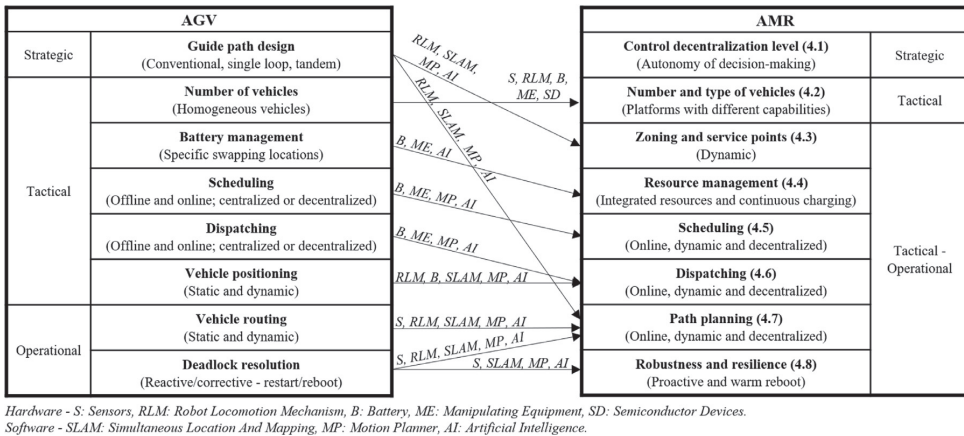 AGV
Strategic
Guide path design
(Conventional, single loop, tandem)
Tactical
Number of vehicles
(Homogeneous vehicles)
Battery management
(Specific swapping locations)
Scheduling
(Offline and online; centralized or decentralized)
Dispatching
(Offline and online; centralized or decentralized)
Vehicle positioning
(Static and dynamic)
Operational
Vehicle routing
(Static and dynamic)
Deadlock resolution
(Reactive/corrective - restart/reboot)
RLM, SLAM,
MP, AI
RLM, SLAM, MP, AI
S, RLM, B,
ME, SD
B, ME, AI
B, ME, MP, AI
B, ME, MP, AI
RLM, B, SLAM, MP, AI
S, RLM, SLAM, MP, AI
S, RLM, SLAM, MP, AI
S, SLAM, MP, AI
AMR
Control decentralization level (4.1)
(Autonomy of decision-making)
Strategic
Number and type of vehicles (4.2)
(Platforms with different capabilities)
Tactical
Zoning and service points (4.3)
(Dynamic)
Resource management (4.4)
(Integrated resources and continuous charging)
Scheduling (4.5)
(Online, dynamic and decentralized)
Tactical -
Operational
Dispatching (4.6)
(Online, dynamic and decentralized)
Path planning (4.7)
(Online, dynamic and decentralized)
Robustness and resilience (4.8)
(Proactive and warm reboot)
Hardware - S: Sensors, RLM: Robot Locomotion Mechanism, B: Battery, ME: Manipulating Equipment, SD: Semiconductor Devices.
Software - SLAM: Simultaneous Location And Mapping, MP: Motion Planner, AI: Artificial Intelligence.